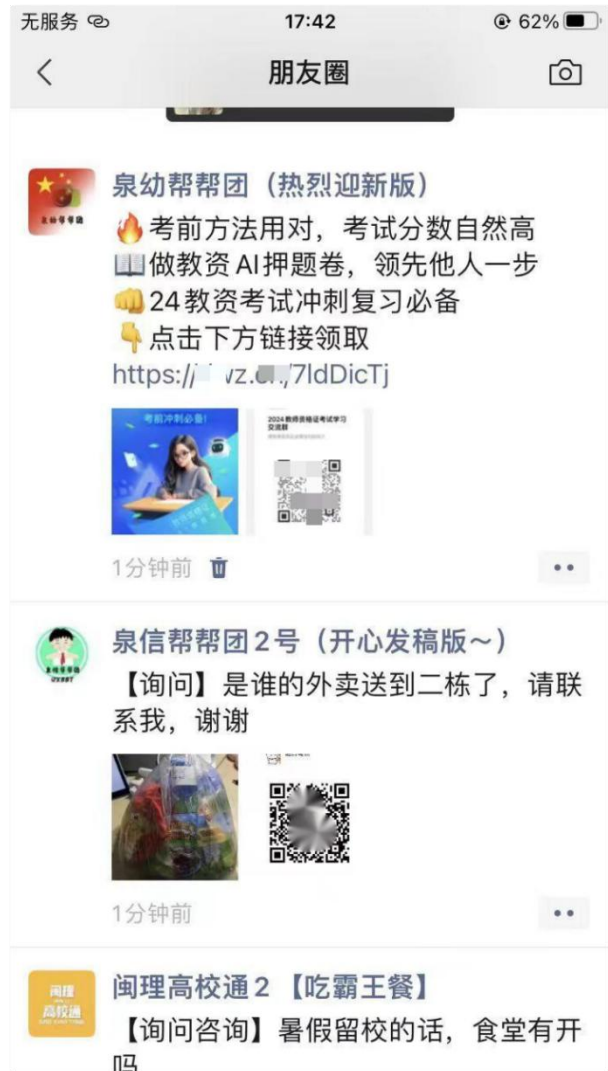 无服务
17:42
62%
朋友圈
泉幼帮帮团（热烈迎新版）
🔥考前方法用对，考试分数自然高
📖做教资AI押题卷，领先他人一步
👊24教资考试冲刺复习必备
👇点击下方链接领取
https://
vz.
/7ldDicTj
考前冲刺必备!
2024教师资格证考试学习
交流群
1分钟前
泉信帮帮团2号（开心发稿版～）
【询问】是谁的外卖送到二栋了，请联
系我，谢谢
1分钟前
闽理
高校通
闽理高校通2 【吃霸王餐】
【询问咨询】暑假留校的话，食堂有开
吗